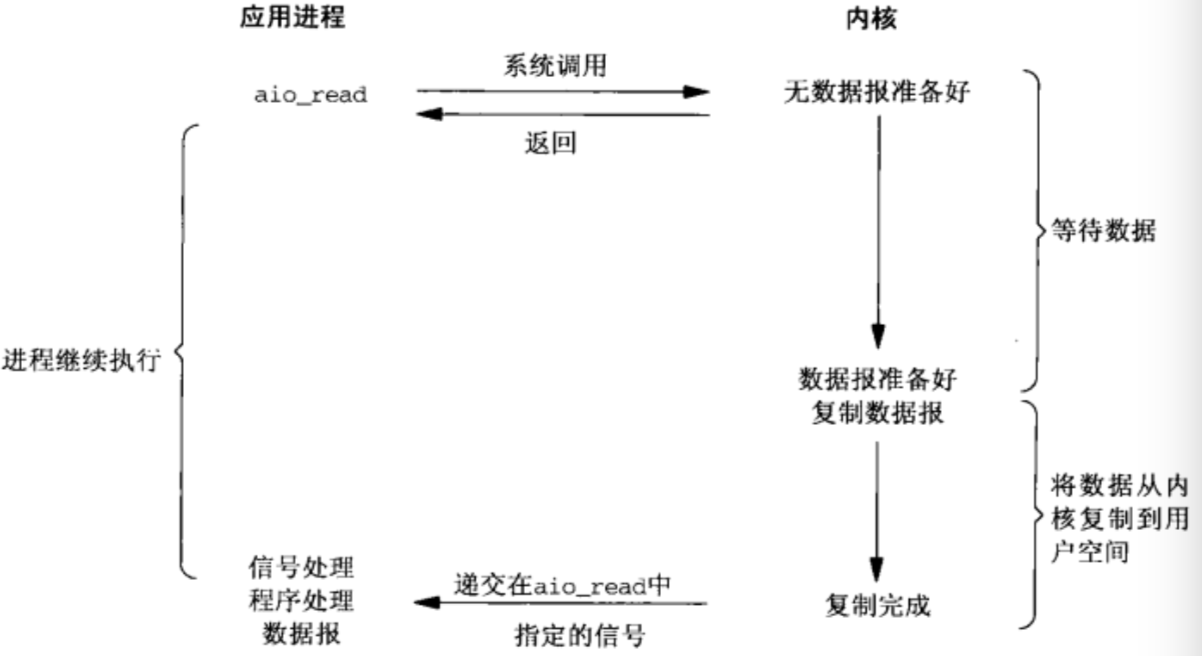 应用进程
内核
系统调用
aio_read
无数据报准备好
返回
等待数据
进程继续执行
数据报准备好
复制数据报
将数据从内
核复制到用
户空间
信号处理
程序处理
数据报
递交在aio_read中
指定的信号
复制完成